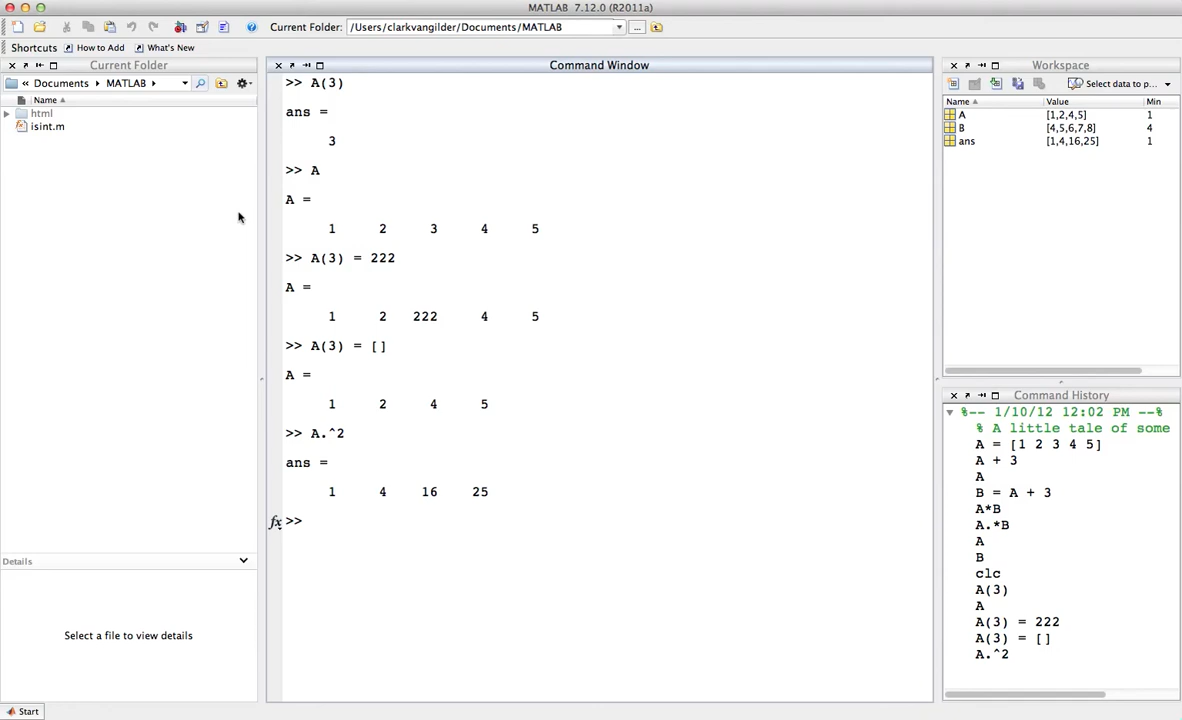 MATLAB 7.12.0 (R2011a)
Current Folder: /Users/clarkvangilder/Documents/MATLAB ...
Shortcuts How to Add What's New
Current Folder
« Documents ▸ MATLAB ▸
Name
html
isint.m
Details
Select a file to view details
Start
Command Window
>> A(3)
ans =
3
>> A
A =
1 2 3 4 5
>> A(3) = 222
A =
1 2 222 4 5
>> A(3) = []
A =
1 2 4 5
>> A.^2
ans =
1 4 16 25
fx >>
Workspace
Select data to p...
Name Value Min
A [1,2,4,5] 1
B [4,5,6,7,8] 4
ans [1,4,16,25] 1
Command History
%-- 1/10/12 12:02 PM --%
% A little tale of some
A = [1 2 3 4 5]
A + 3
A
B = A + 3
A*B
A.*B
A
B
clc
A(3)
A
A(3) = 222
A(3) = []
A.^2